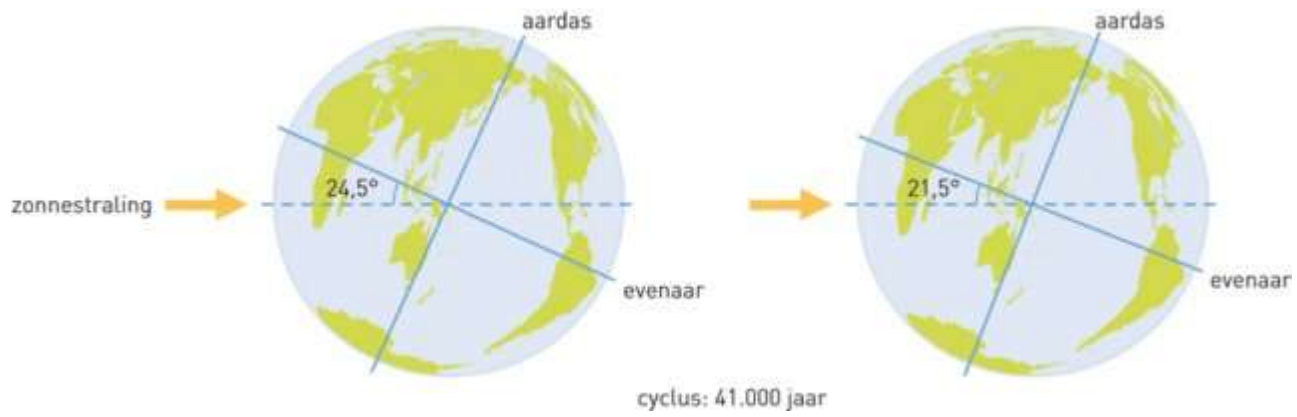 aardas
aardas
24,5°
21,5°
zonnestraling
evenaar
evenaar
cyclus: 41.000 jaar